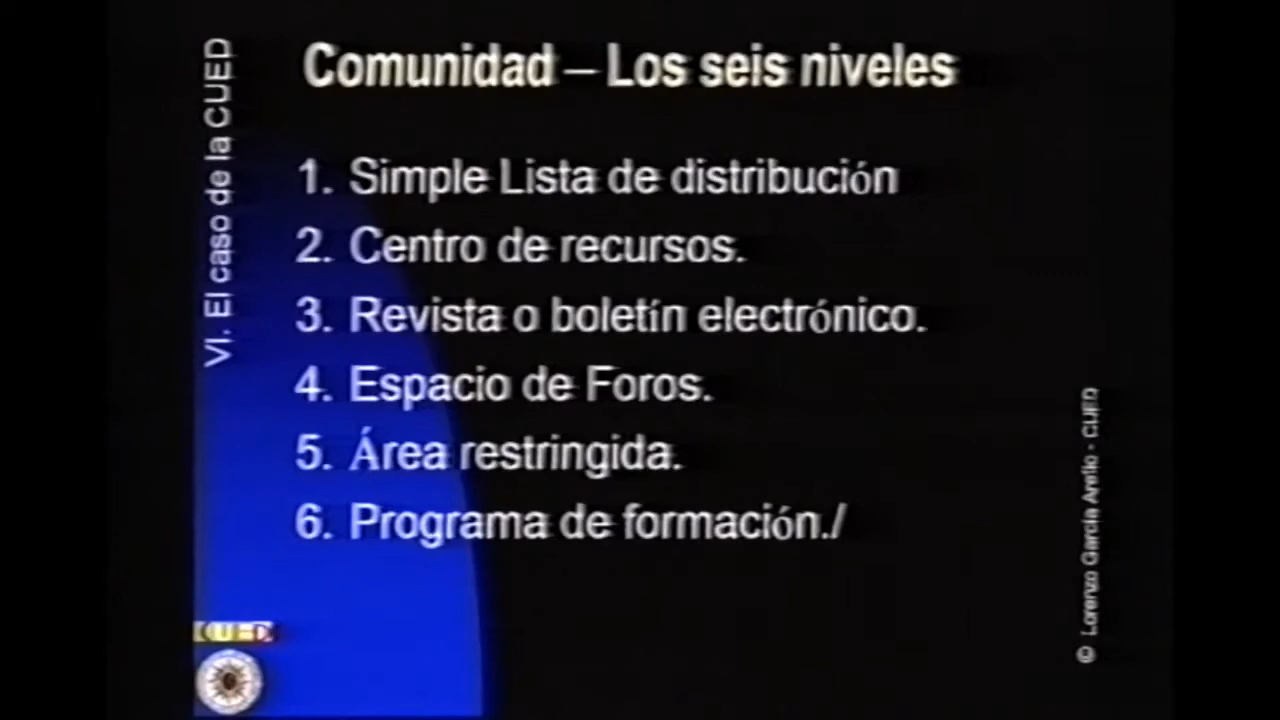 Comunidad – Los seis niveles
VI. El caso de la CUED
1. Simple Lista de distribución
2. Centro de recursos.
3. Revista o boletín electrónico.
4. Espacio de Foros.
5. Área restringida.
6. Programa de formación./
© Lorenzo García Aretio - CUED
CUED